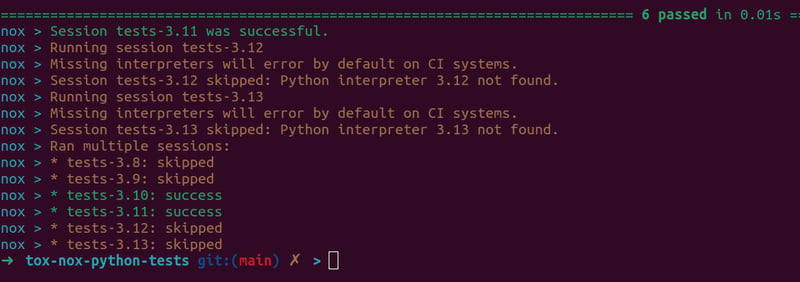 ============================================================================ 6 passed in 0.01s ==
nox > Session tests-3.11 was successful.
nox > Running session tests-3.12
nox > Missing interpreters will error by default on CI systems.
nox > Session tests-3.12 skipped: Python interpreter 3.12 not found.
nox > Running session tests-3.13
nox > Missing interpreters will error by default on CI systems.
nox > Session tests-3.13 skipped: Python interpreter 3.13 not found.
nox > Ran multiple sessions:
nox > * tests-3.8: skipped
nox > * tests-3.9: skipped
nox > * tests-3.10: success
nox > * tests-3.11: success
nox > * tests-3.12: skipped
nox > * tests-3.13: skipped
➜ tox-nox-python-tests git:(main) ✗ >